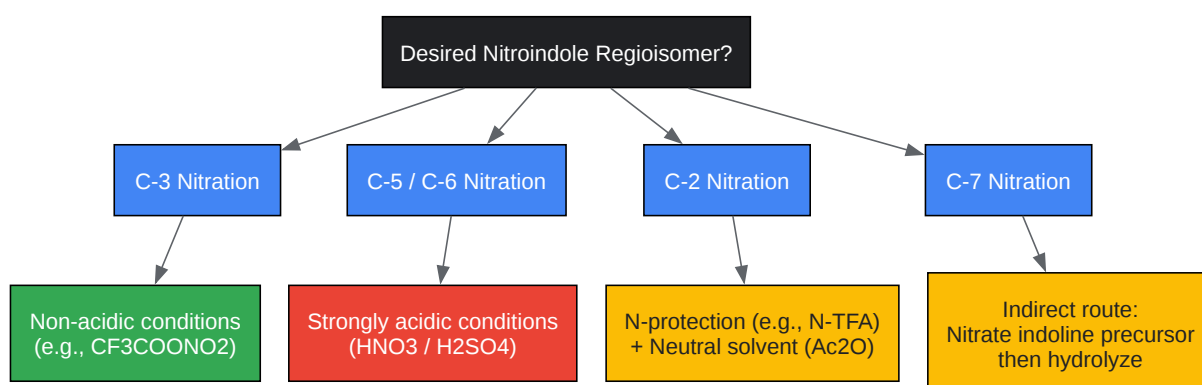 Desired Nitroindole Regioisomer?
C-3 Nitration
C-5 / C-6 Nitration
C-2 Nitration
C-7 Nitration
Non-acidic conditions
(e.g., CF3COONO2)
Strongly acidic conditions
(HNO3 / H2SO4)
N-protection (e.g., N-TFA)
+ Neutral solvent (Ac2O)
Indirect route:
Nitrate indoline precursor
then hydrolyze